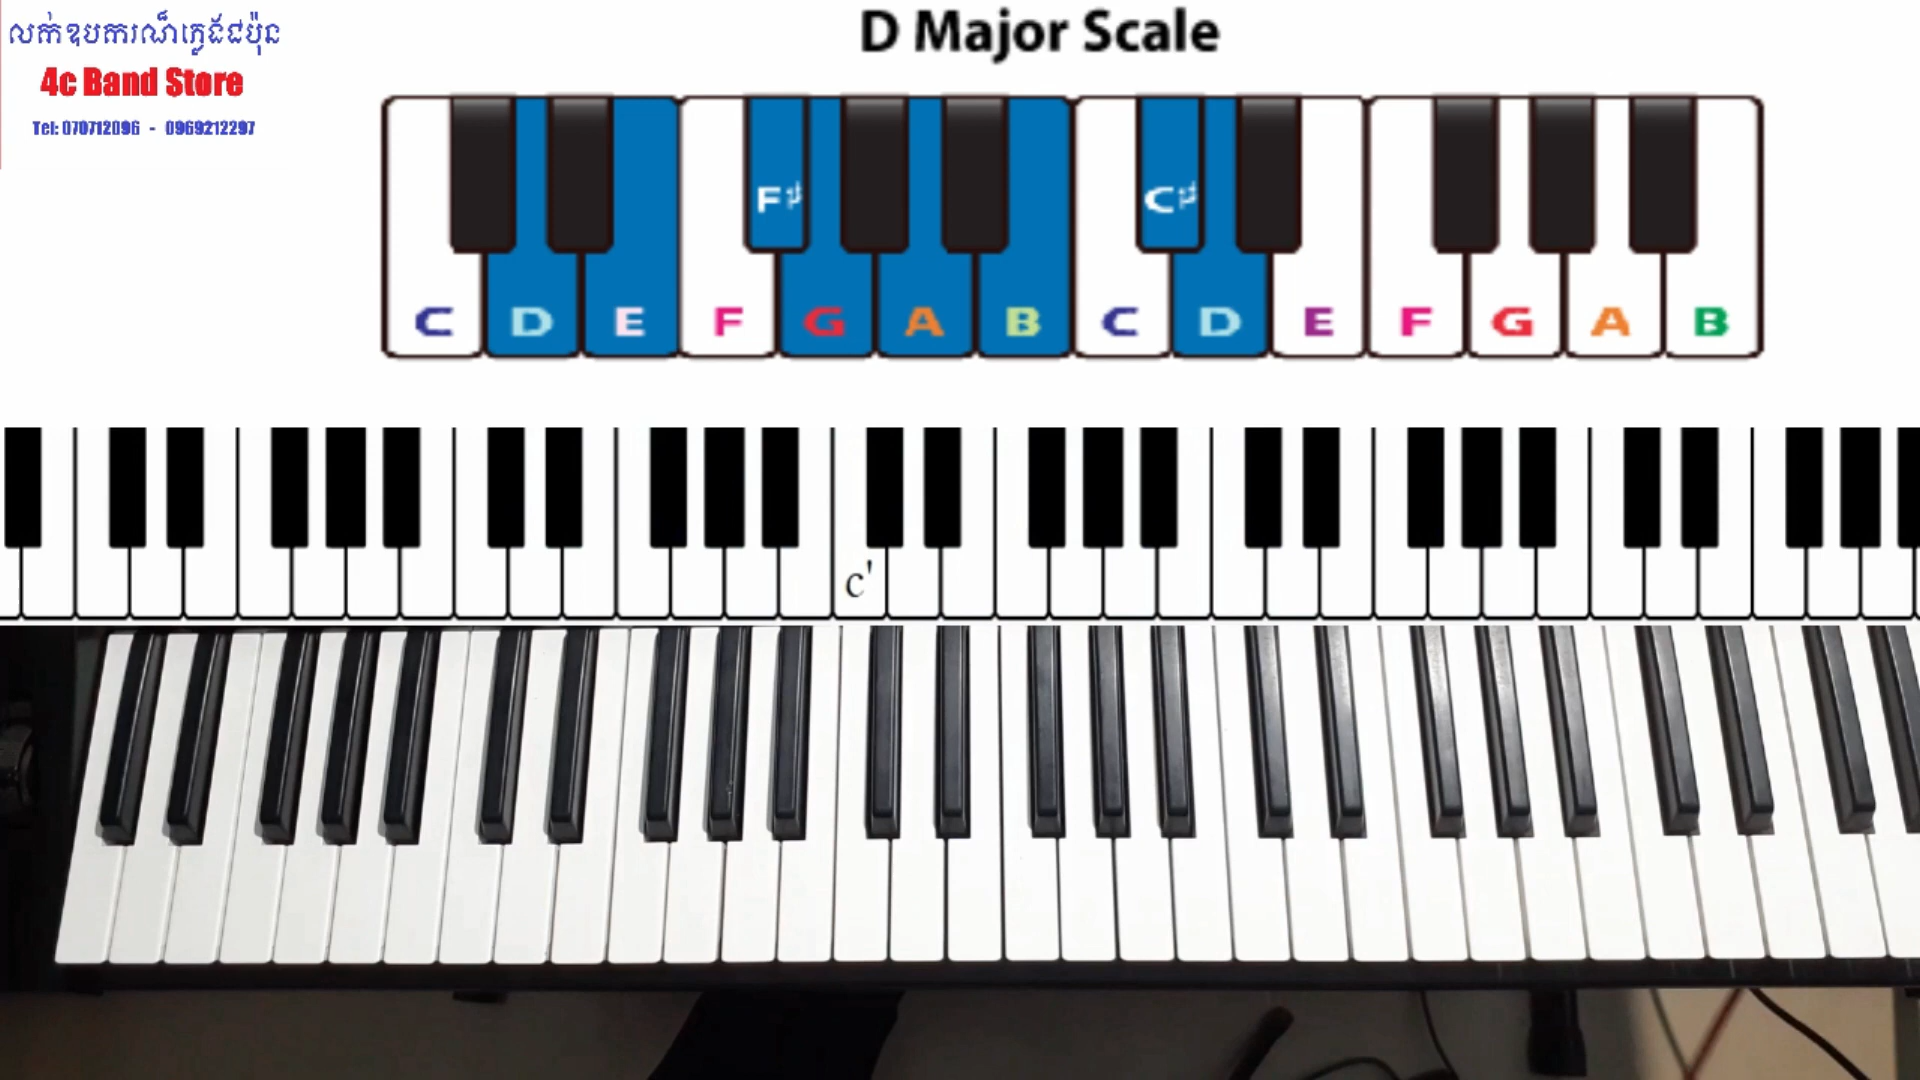 លក់ឧបករណ៏ភ្លេងជប៉ុន
4c Band Store
Tel: 070712096 - 0969212297
D Major Scale
F♯ C♯
C D E F G A B C D E F G A B
c'